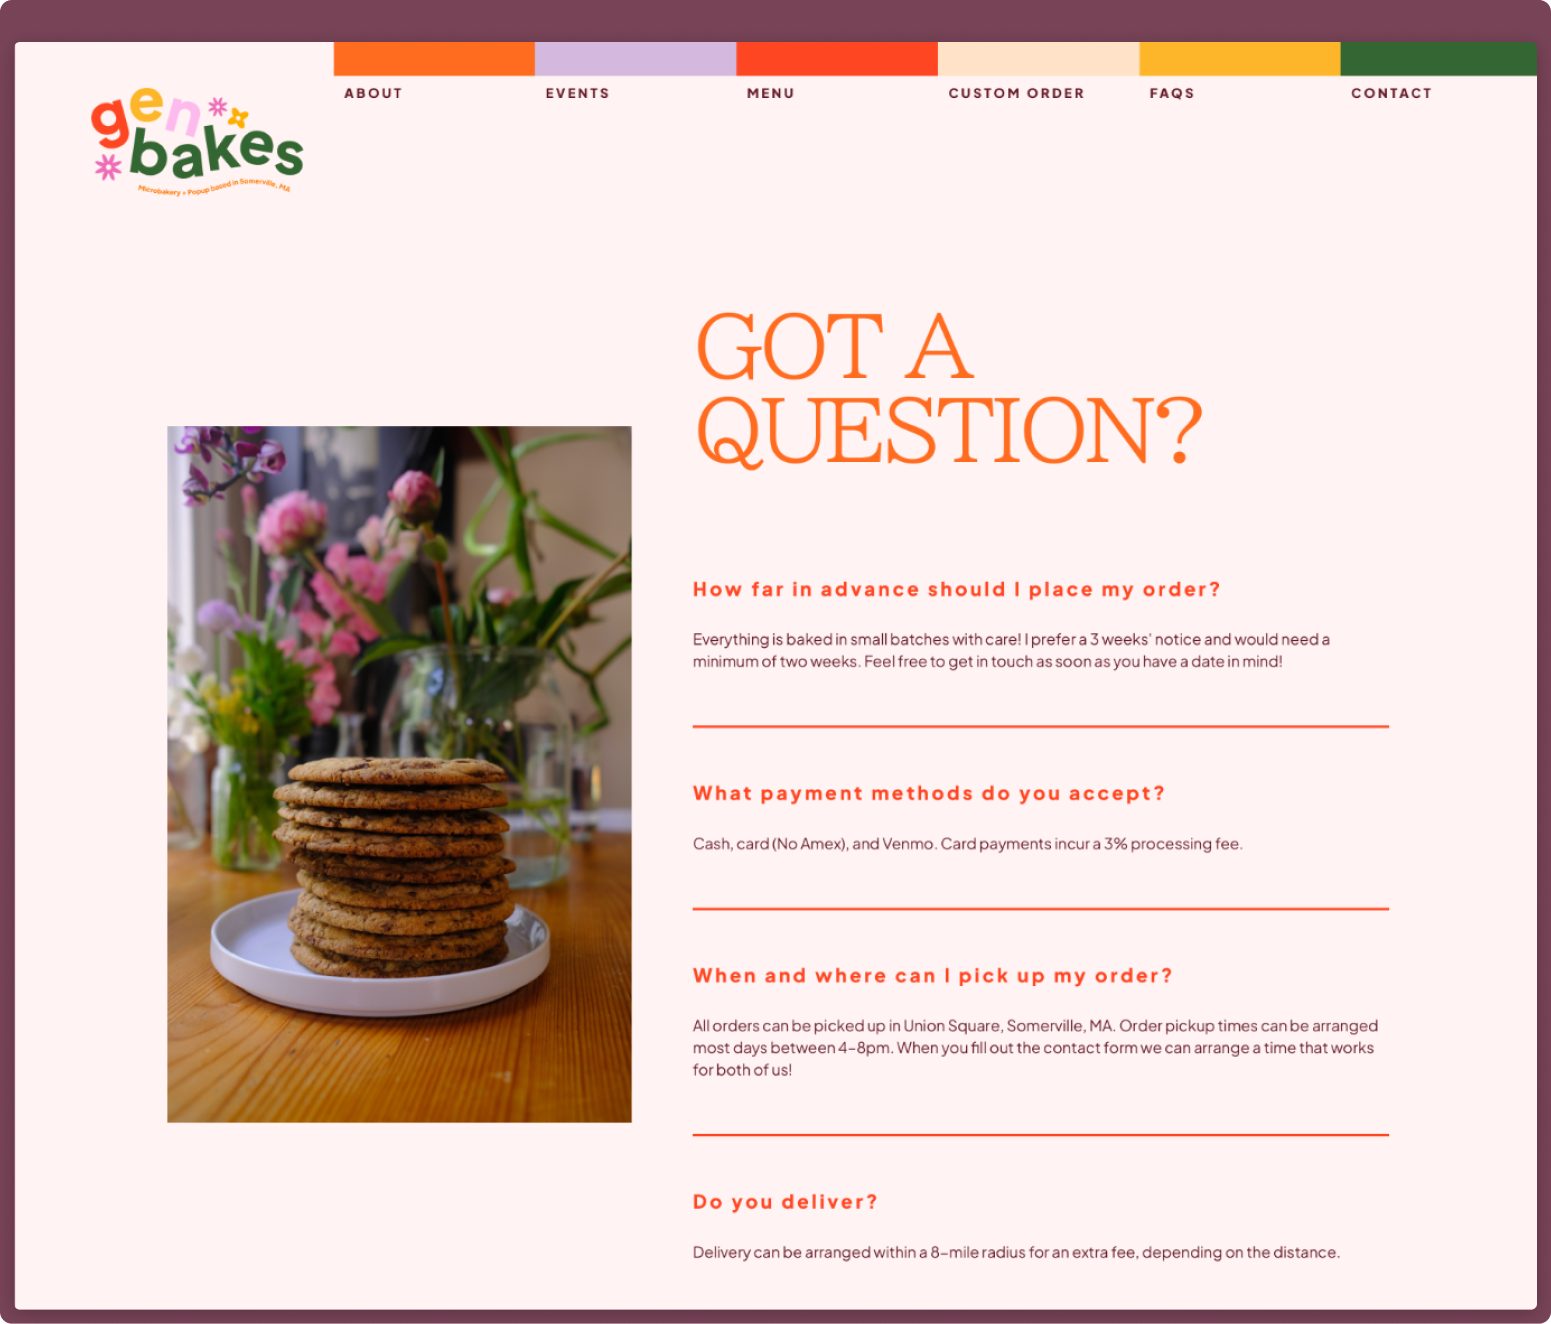 gen
bakes
Microbakery + Popup based in Somerville, MA
ABOUT
EVENTS
MENU
CUSTOM ORDER
FAQS
CONTACT
GOT A
QUESTION?
How far in advance should I place my order?
Everything is baked in small batches with care! I prefer a 3 weeks' notice and would need a
minimum of two weeks. Feel free to get in touch as soon as you have a date in mind!
What payment methods do you accept?
Cash, card (No Amex), and Venmo. Card payments incur a 3% processing fee.
When and where can I pick up my order?
All orders can be picked up in Union Square, Somerville, MA. Order pickup times can be arranged
most days between 4–8pm. When you fill out the contact form we can arrange a time that works
for both of us!
Do you deliver?
Delivery can be arranged within a 8–mile radius for an extra fee, depending on the distance.